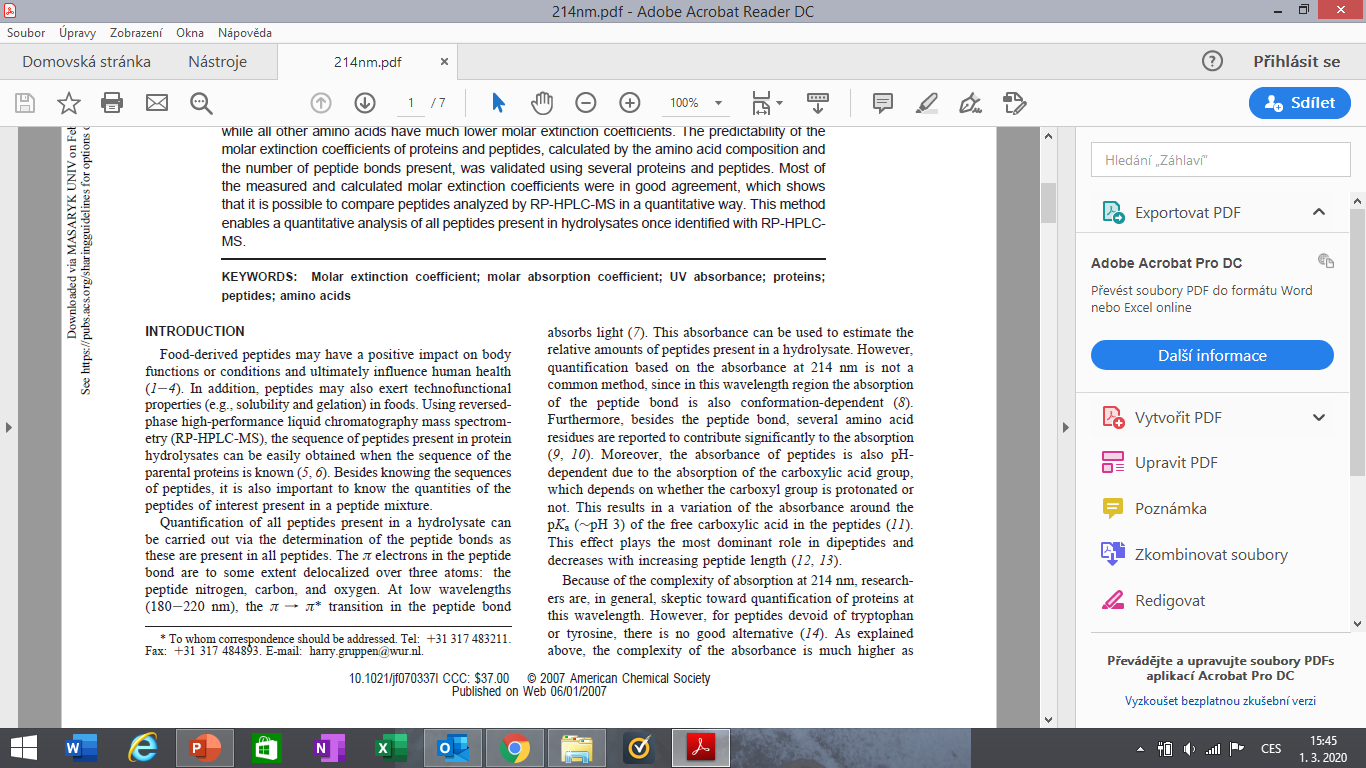 214nm.pdf - Adobe Acrobat Reader DC
Soubor Úpravy Zobrazení Okna Nápověda
Domovská stránka Nástroje 214nm.pdf × ? Přihlásit se
1 / 7 100% Sdílet
Downloaded via MASARYK UNIV on Fe
See https://pubs.acs.org/sharingguidelines for options
while all other amino acids have much lower molar extinction coefficients. The predictability of the
molar extinction coefficients of proteins and peptides, calculated by the amino acid composition and
the number of peptide bonds present, was validated using several proteins and peptides. Most of
the measured and calculated molar extinction coefficients were in good agreement, which shows
that it is possible to compare peptides analyzed by RP-HPLC-MS in a quantitative way. This method
enables a quantitative analysis of all peptides present in hydrolysates once identified with RP-HPLC-
MS.
KEYWORDS: Molar extinction coefficient; molar absorption coefficient; UV absorbance; proteins;
peptides; amino acids
INTRODUCTION
Food-derived peptides may have a positive impact on body
functions or conditions and ultimately influence human health
(1−4). In addition, peptides may also exert technofunctional
properties (e.g., solubility and gelation) in foods. Using reversed-
phase high-performance liquid chromatography mass spectrom-
etry (RP-HPLC-MS), the sequence of peptides present in protein
hydrolysates can be easily obtained when the sequence of the
parental proteins is known (5, 6). Besides knowing the sequences
of peptides, it is also important to know the quantities of the
peptides of interest present in a peptide mixture.
Quantification of all peptides present in a hydrolysate can
be carried out via the determination of the peptide bonds as
these are present in all peptides. The π electrons in the peptide
bond are to some extent delocalized over three atoms: the
peptide nitrogen, carbon, and oxygen. At low wavelengths
(180−220 nm), the π → π* transition in the peptide bond
* To whom correspondence should be addressed. Tel: +31 317 483211.
Fax: +31 317 484893. E-mail: harry.gruppen@wur.nl.
absorbs light (7). This absorbance can be used to estimate the
relative amounts of peptides present in a hydrolysate. However,
quantification based on the absorbance at 214 nm is not a
common method, since in this wavelength region the absorption
of the peptide bond is also conformation-dependent (8).
Furthermore, besides the peptide bond, several amino acid
residues are reported to contribute significantly to the absorption
(9, 10). Moreover, the absorbance of peptides is also pH-
dependent due to the absorption of the carboxylic acid group,
which depends on whether the carboxyl group is protonated or
not. This results in a variation of the absorbance around the
pKa (∼pH 3) of the free carboxylic acid in the peptides (11).
This effect plays the most dominant role in dipeptides and
decreases with increasing peptide length (12, 13).
Because of the complexity of absorption at 214 nm, research-
ers are, in general, skeptic toward quantification of proteins at
this wavelength. However, for peptides devoid of tryptophan
or tyrosine, there is no good alternative (14). As explained
above, the complexity of the absorbance is much higher as
10.1021/jf070337l CCC: $37.00 © 2007 American Chemical Society
Published on Web 06/01/2007
Hledání „Záhlaví"
Exportovat PDF
Adobe Acrobat Pro DC
Převést soubory PDF do formátu Word
nebo Excel online
Další informace
Vytvořit PDF
Upravit PDF
Poznámka
Zkombinovat soubory
Redigovat
Převádějte a upravujte soubory PDFs
aplikací Acrobat Pro DC
Vyzkoušet bezplatnou zkušební verzi
CES 15:45
1. 3. 2020